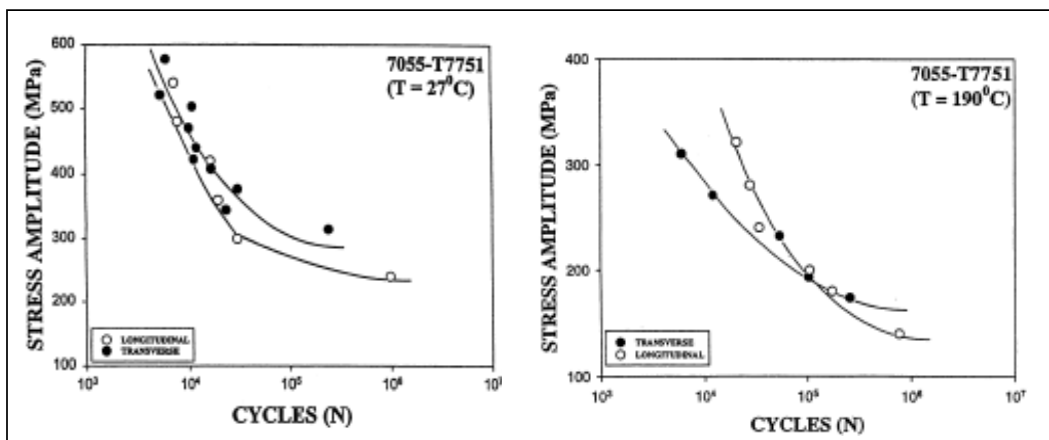 600
500
400
300
200
100
STRESS AMPLITUDE (MPa)
7055-T7751
(T = 27⁰C)
LONGITUDINAL
TRANSVERSE
10³
10⁴
10⁵
10⁶
10⁷
CYCLES (N)
400
300
200
100
STRESS AMPLITUDE (MPa)
7055-T7751
(T = 190⁰C)
TRANSVERSE
LONGITUDINAL
10³
10⁴
10⁵
10⁶
10⁷
CYCLES (N)